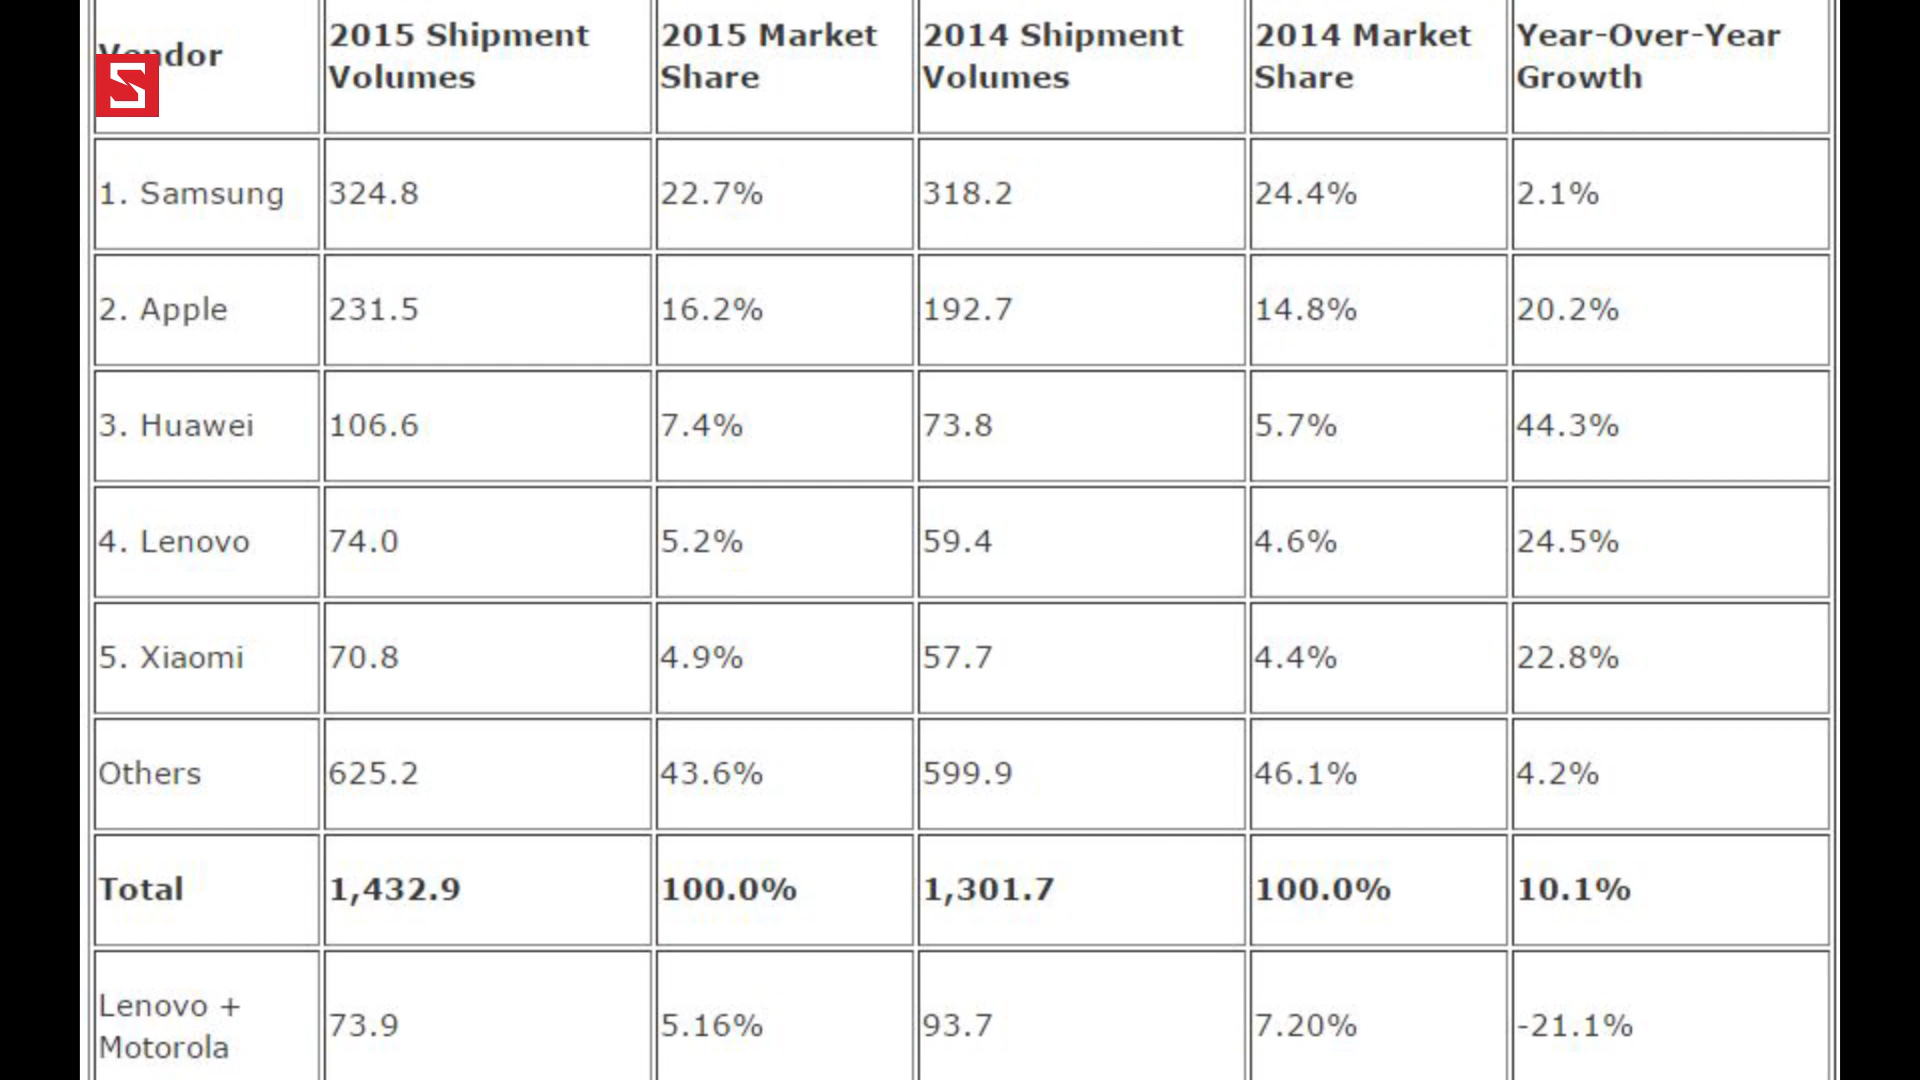 Vendor
2015 Shipment
Volumes
2015 Market
Share
2014 Shipment
Volumes
2014 Market
Share
Year-Over-Year
Growth
1. Samsung 324.8 22.7% 318.2 24.4% 2.1%
2. Apple 231.5 16.2% 192.7 14.8% 20.2%
3. Huawei 106.6 7.4% 73.8 5.7% 44.3%
4. Lenovo 74.0 5.2% 59.4 4.6% 24.5%
5. Xiaomi 70.8 4.9% 57.7 4.4% 22.8%
Others 625.2 43.6% 599.9 46.1% 4.2%
Total 1,432.9 100.0% 1,301.7 100.0% 10.1%
Lenovo +
Motorola
73.9 5.16% 93.7 7.20% -21.1%